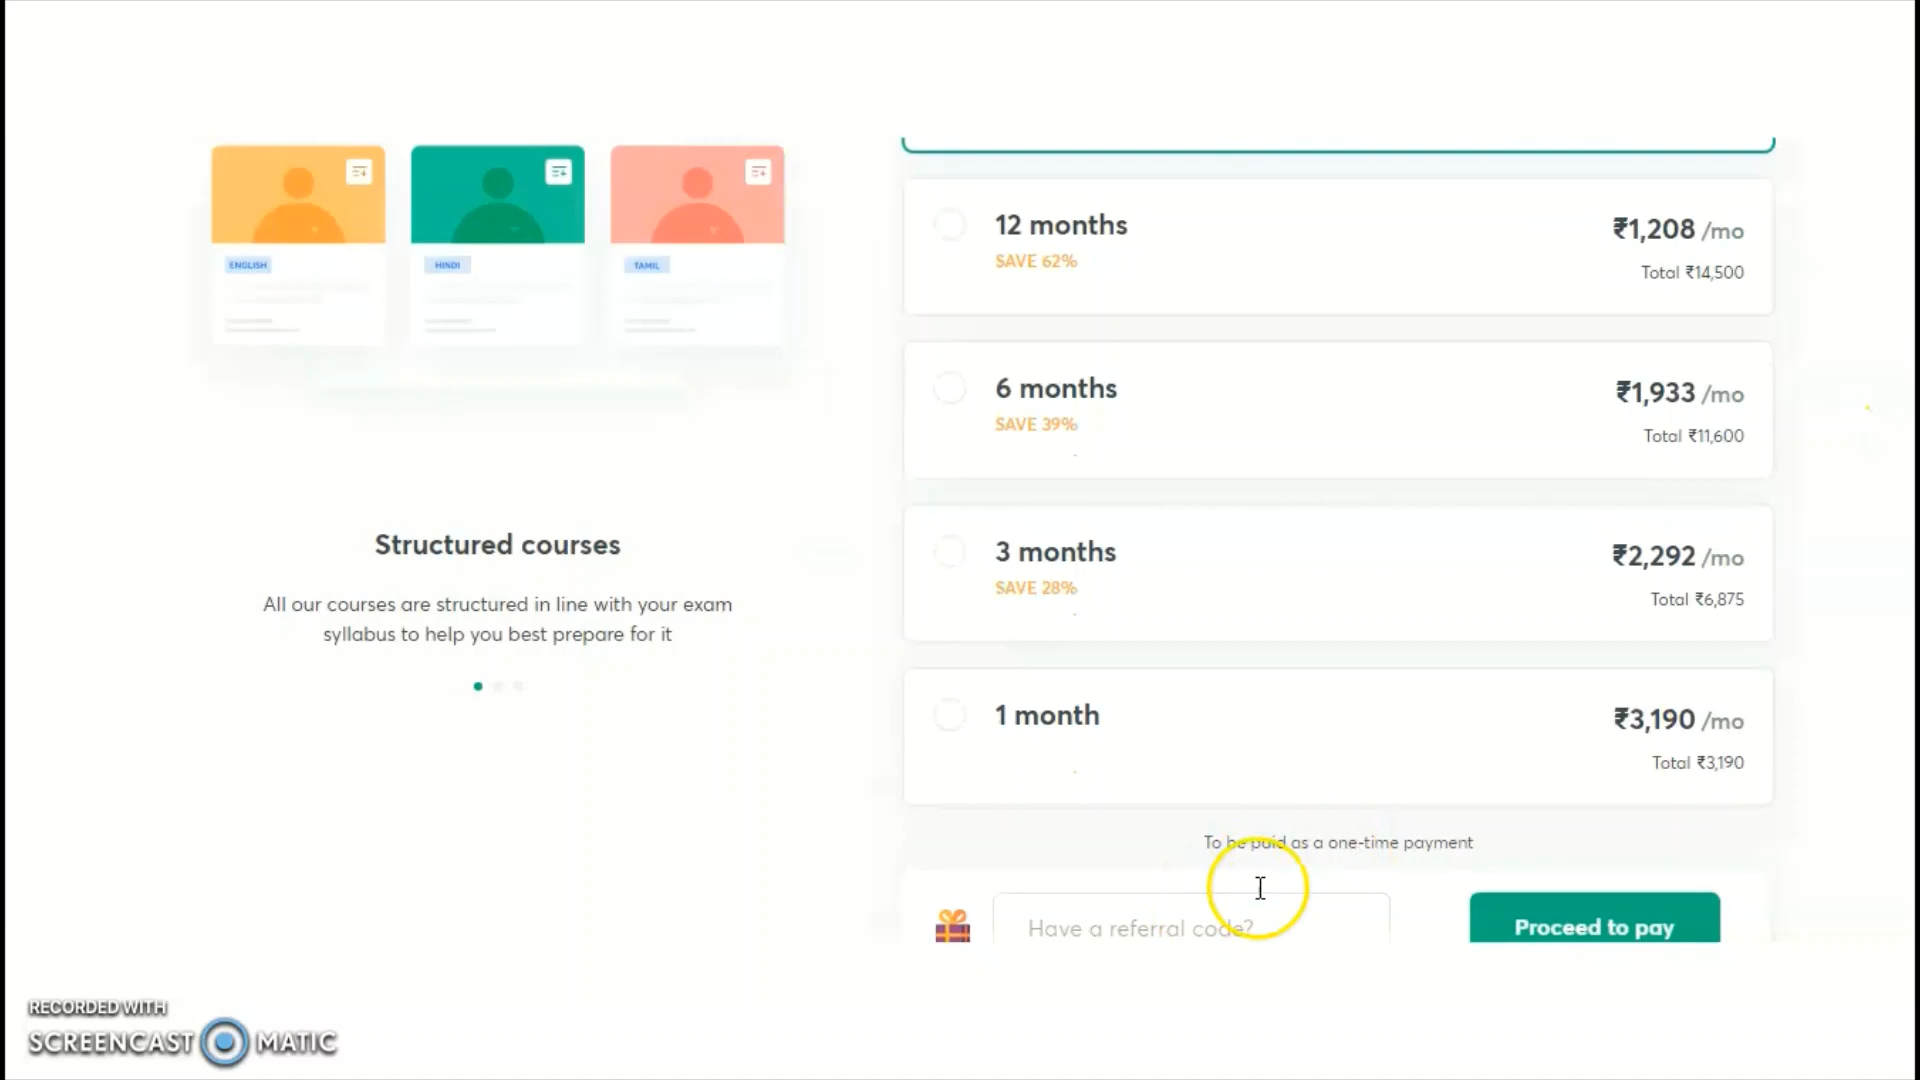 ENGLISH
HINDI
TAMIL
Structured courses
All our courses are structured in line with your exam
syllabus to help you best prepare for it
12 months
₹1,208 /mo
SAVE 62%
Total ₹14,500
6 months
₹1,933 /mo
SAVE 39%
Total ₹11,600
3 months
₹2,292 /mo
SAVE 28%
Total ₹6,875
1 month
₹3,190 /mo
Total ₹3,190
To be paid as a one-time payment
Have a referral code?
Proceed to pay
RECORDED WITH
SCREENCAST MATIC